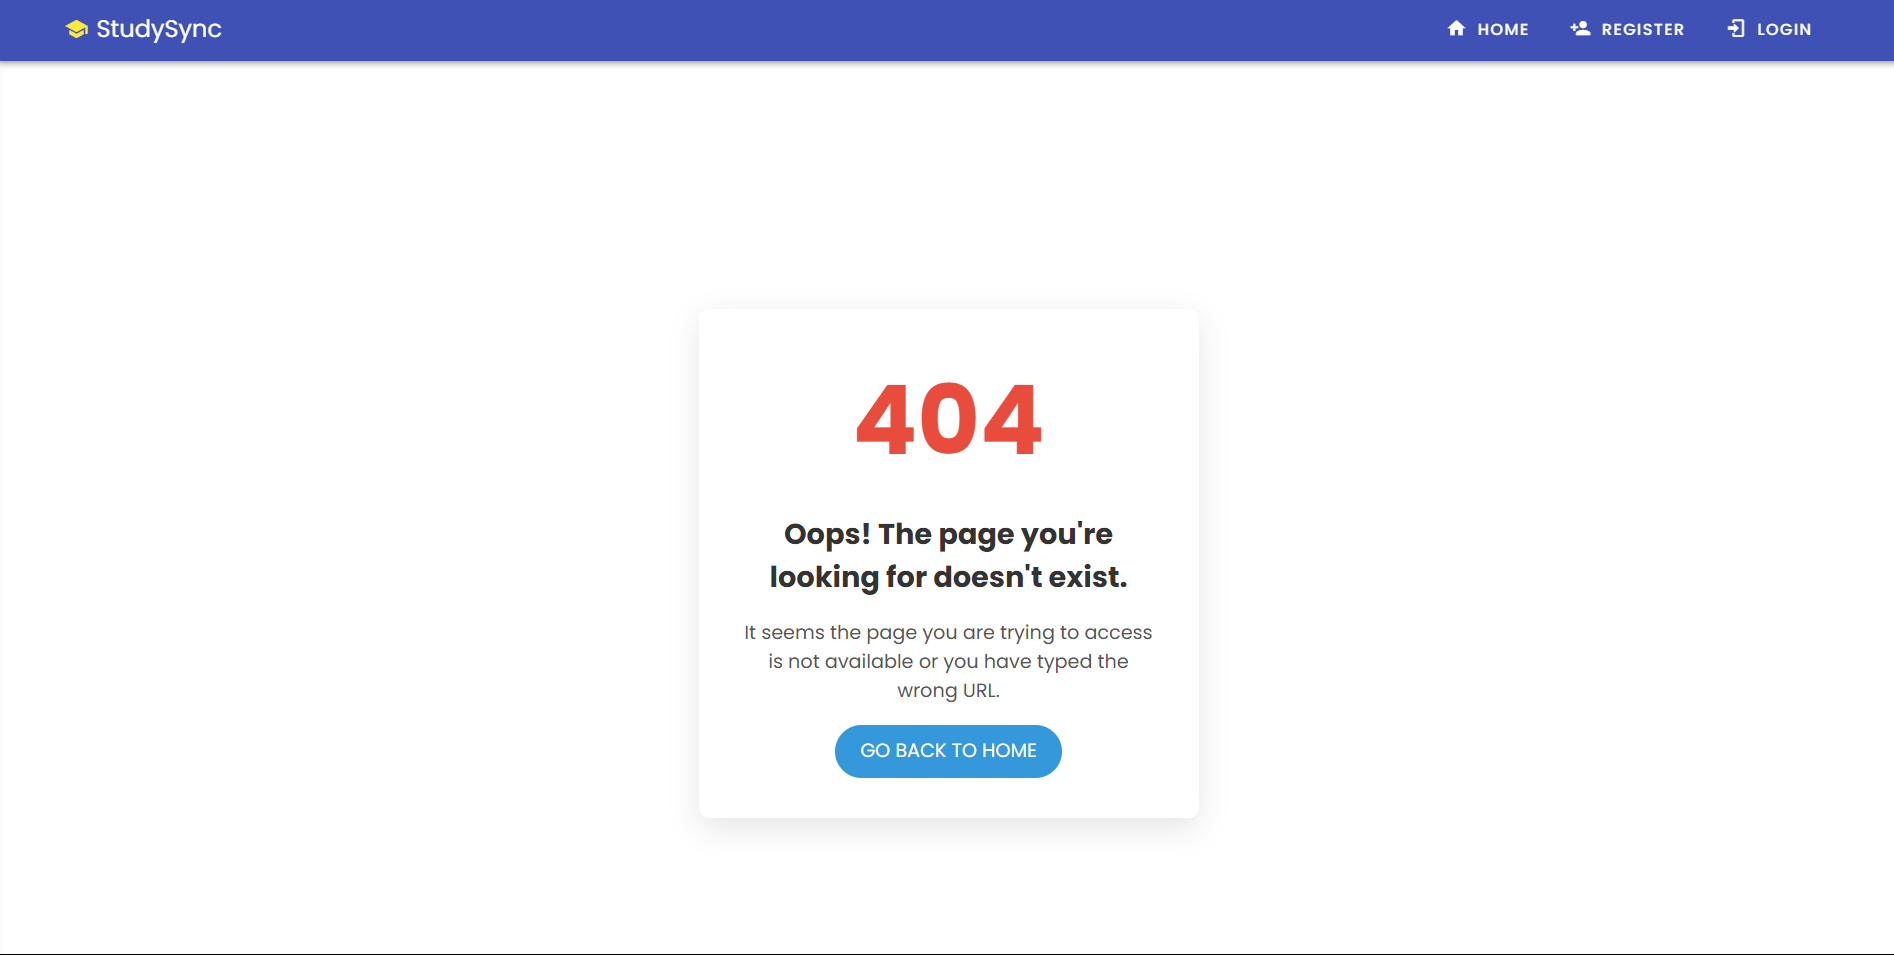 StudySync
HOME
REGISTER
LOGIN
404
Oops! The page you're
looking for doesn't exist.
It seems the page you are trying to access
is not available or you have typed the
wrong URL.
GO BACK TO HOME